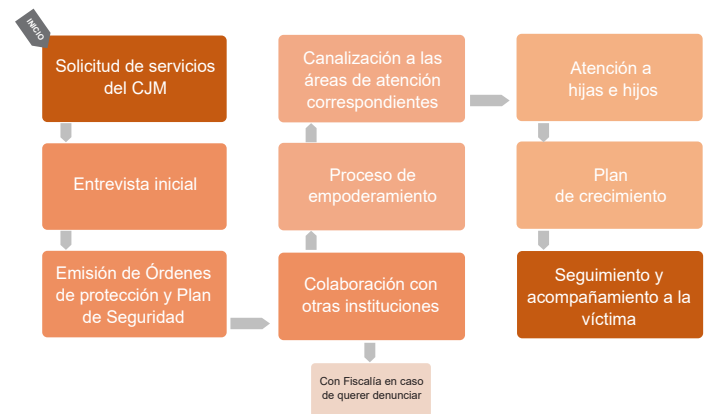 INICIO
Solicitud de servicios
del CJM
Entrevista inicial
Emisión de Órdenes
de protección y Plan
de Seguridad
Colaboración con
otras instituciones
Con Fiscalía en caso
de querer denunciar
Proceso de
empoderamiento
Canalización a las
áreas de atención
correspondientes
Atención a
hijas e hijos
Plan
de crecimiento
Seguimiento y
acompañamiento a la
víctima